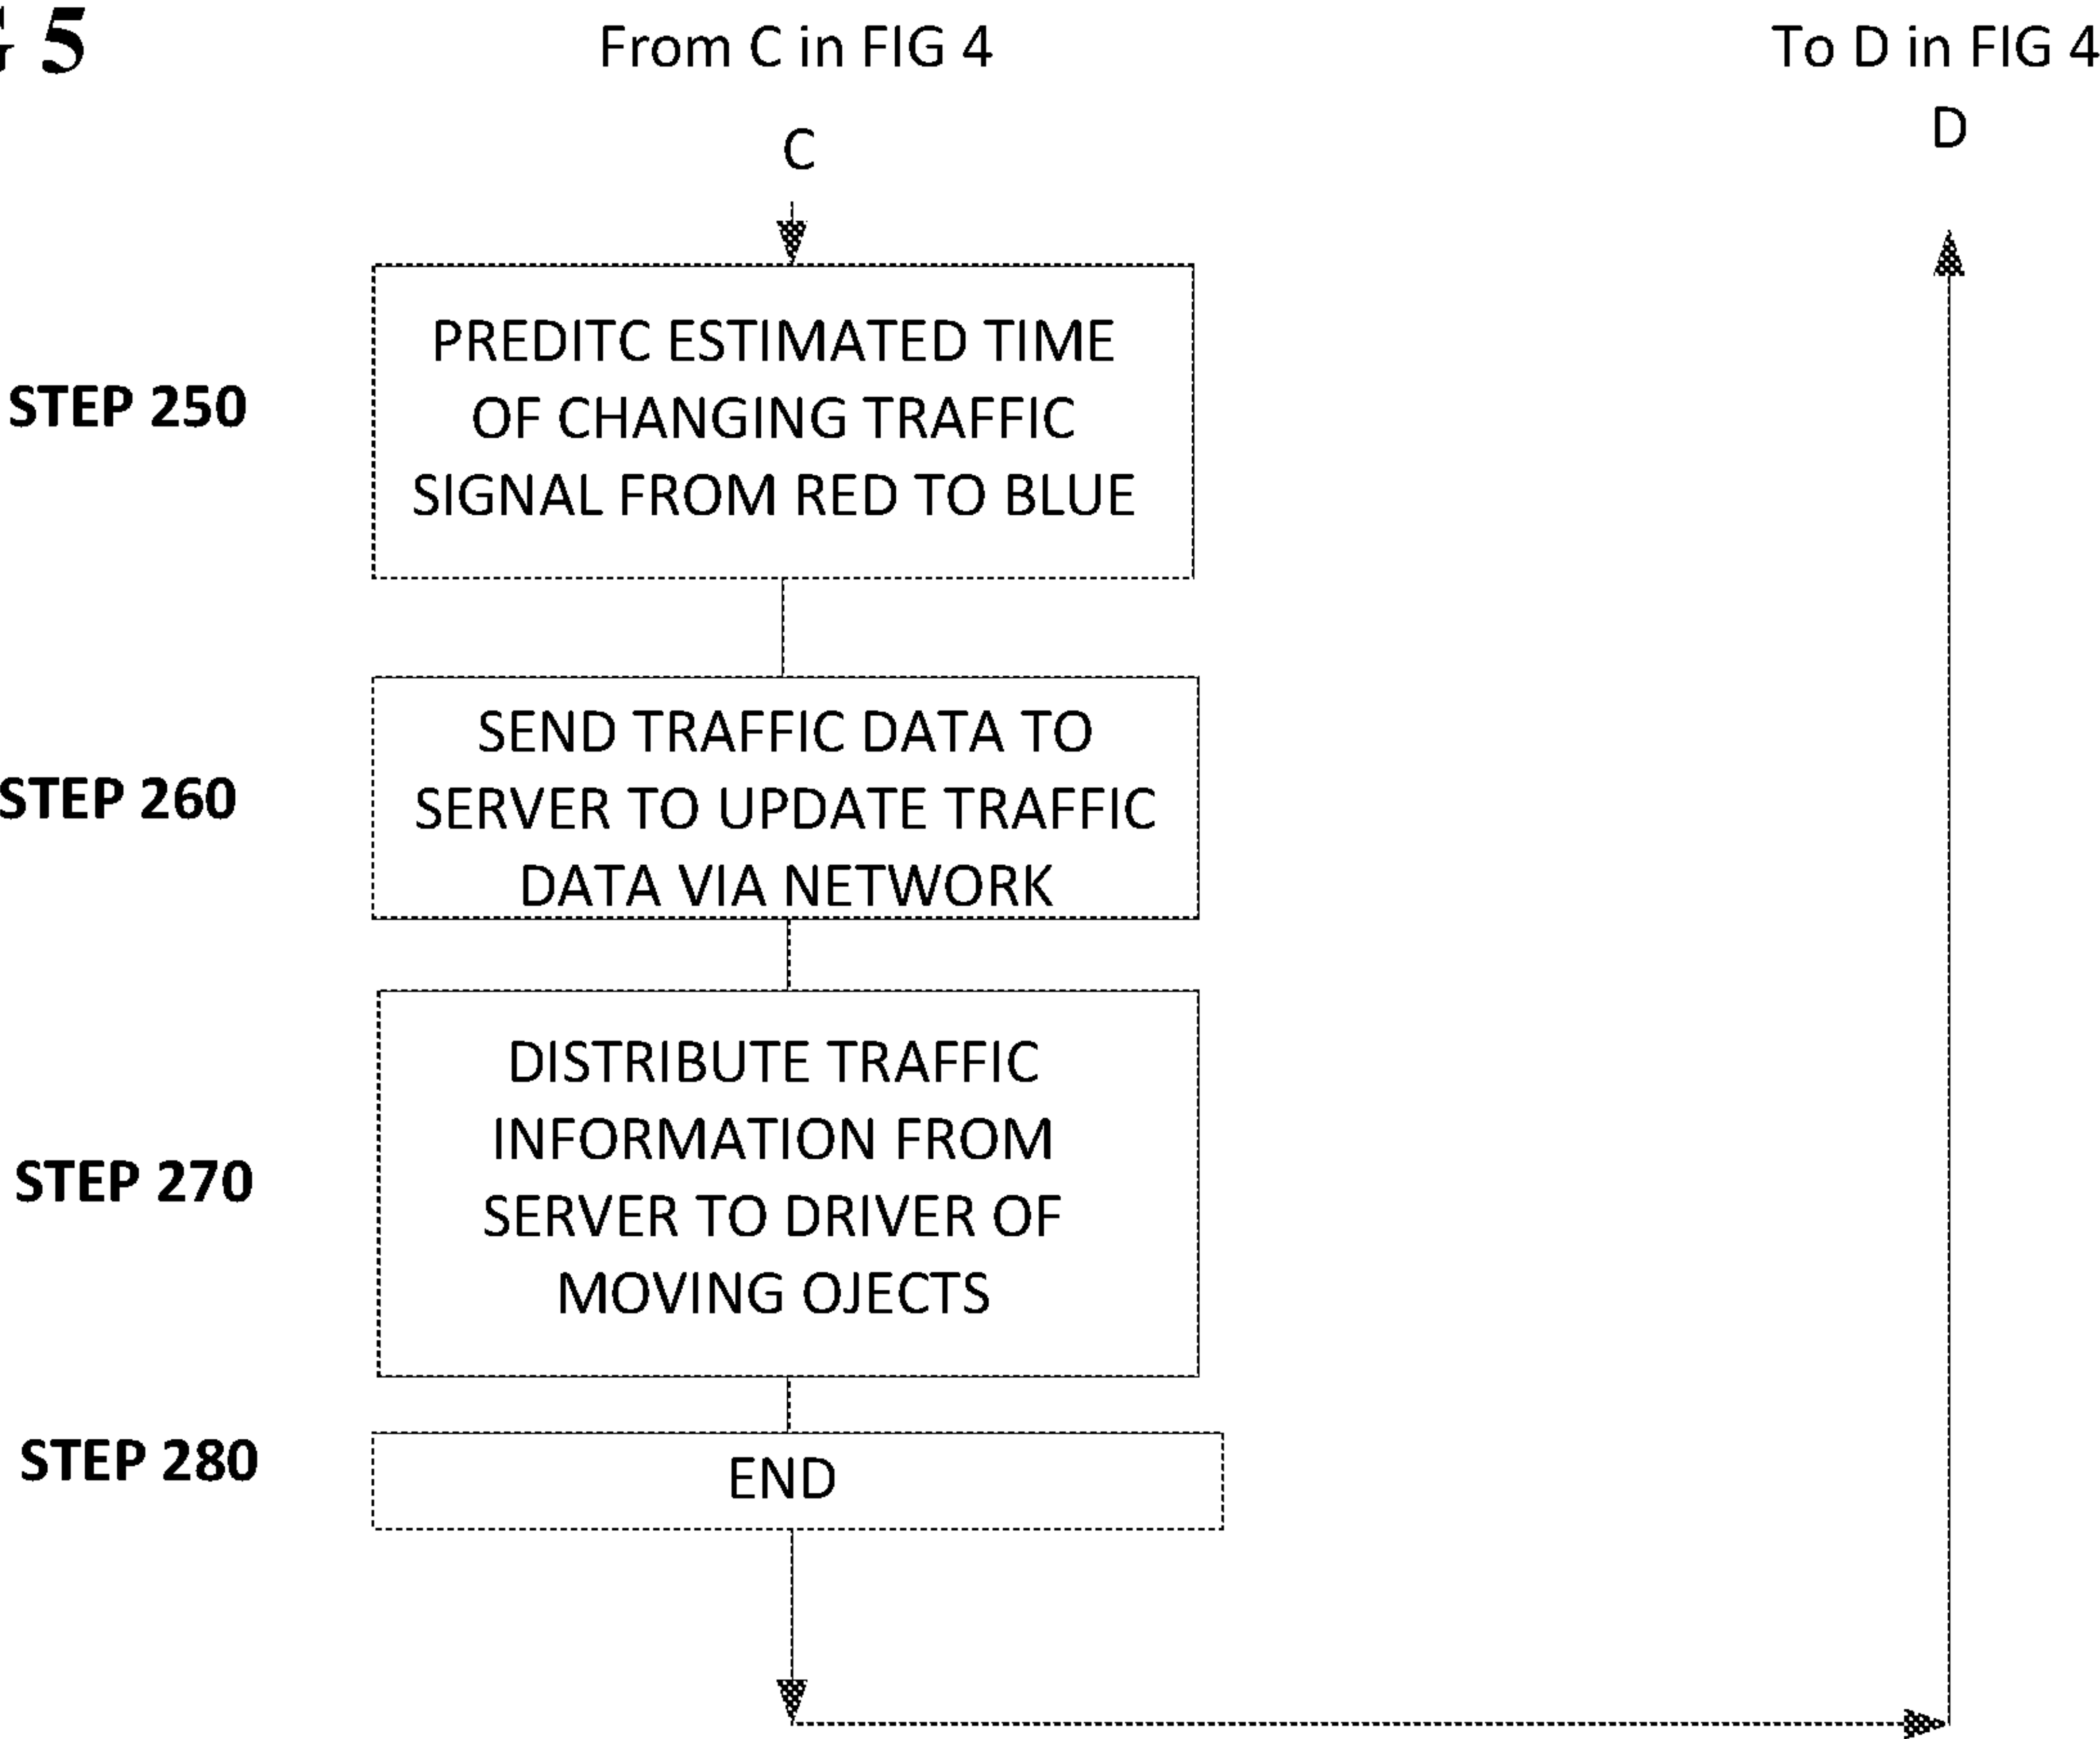 5
From C in FIG 4
To D in FIG 4
C
D
PREDITC ESTIMATED TIME
STEP 250
OF CHANGING TRAFFIC
SIGNAL FROM RED TO BLUE
SEND TRAFFIC DATA TO
STEP 260
SERVER TO UPDATE TRAFFIC
DATA VIA NETWORK
DISTRIBUTE TRAFFIC
INFORMATION FROM
STEP 270
SERVER TO DRIVER OF
MOVING OJECTS
STEP 280
END